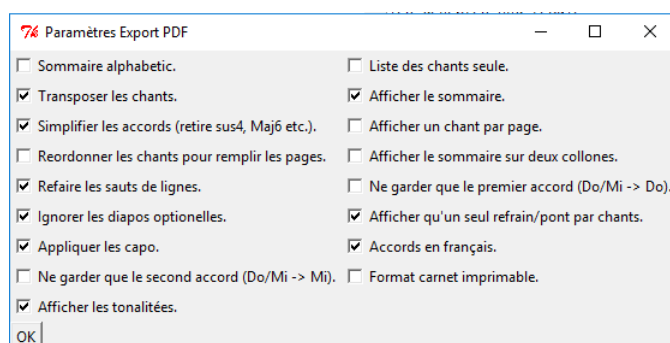 Paramètres Export PDF
Sommaire alphabetic.
Liste des chants seule.
Transposer les chants.
Afficher le sommaire.
Simplifier les accords (retire sus4, Maj6 etc.).
Afficher un chant par page.
Reordonner les chants pour remplir les pages.
Afficher le sommaire sur deux collones.
Refaire les sauts de lignes.
Ne garder que le premier accord (Do/Mi -> Do).
Ignorer les diapos optionelles.
Afficher qu'un seul refrain/pont par chants.
Appliquer les capo.
Accords en français.
Ne garder que le second accord (Do/Mi -> Mi).
Format carnet imprimable.
Afficher les tonalitées.
OK